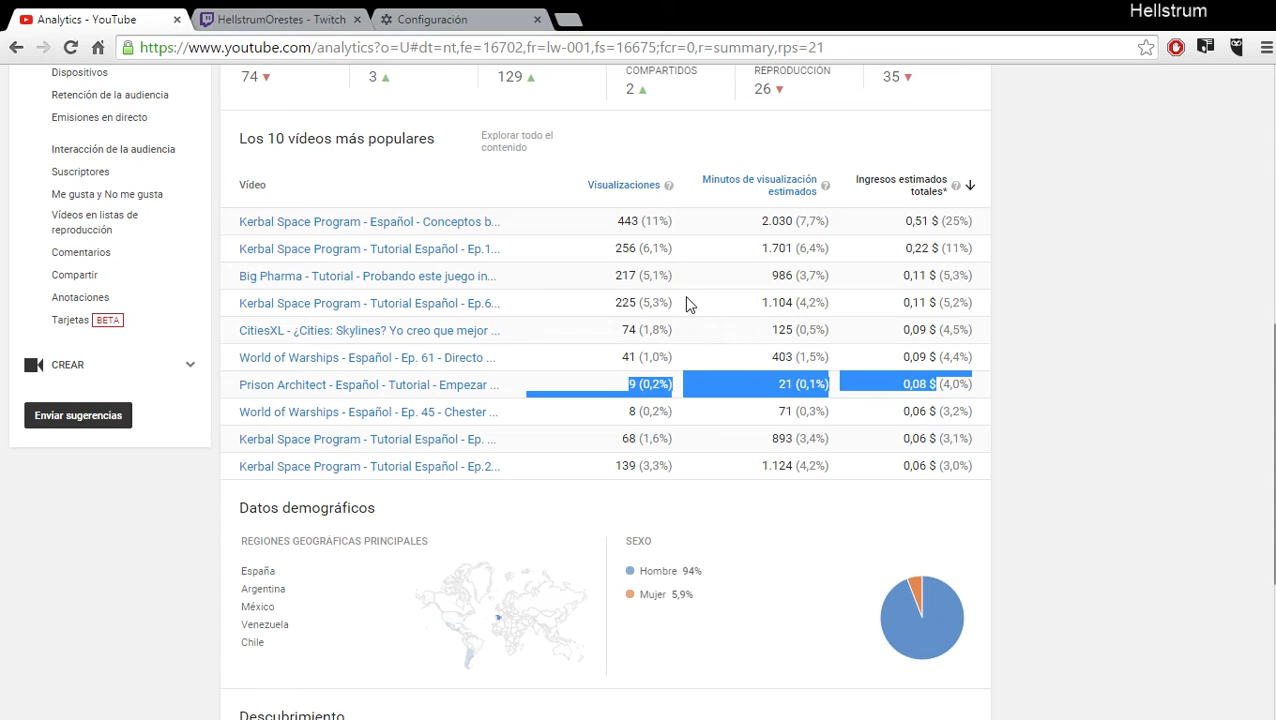 Hellstrum
Analytics - YouTube
HellstrumOrestes - Twitch
Configuración
https://www.youtube.com/analytics?o=U#dt=nt,fe=16702,fr=lw-001,fs=16675;fcr=0,r=summary,rps=21
Dispositivos
Retención de la audiencia
Emisiones en directo
Interacción de la audiencia
Suscriptores
Me gusta y No me gusta
Vídeos en listas de
reproducción
Comentarios
Compartir
Anotaciones
Tarjetas BETA
CREAR
Enviar sugerencias
COMPARTIDOS REPRODUCCIÓN
74 3 129 2 26 35
Los 10 vídeos más populares
Explorar todo el
contenido
Vídeo Visualizaciones ? Minutos de visualización
estimados ? Ingresos estimados
totales* ?
Kerbal Space Program - Español - Conceptos b... 443 (11%) 2.030 (7,7%) 0,51 $ (25%)
Kerbal Space Program - Tutorial Español - Ep.1... 256 (6,1%) 1.701 (6,4%) 0,22 $ (11%)
Big Pharma - Tutorial - Probando este juego in... 217 (5,1%) 986 (3,7%) 0,11 $ (5,3%)
Kerbal Space Program - Tutorial Español - Ep.6... 225 (5,3%) 1.104 (4,2%) 0,11 $ (5,2%)
CitiesXL - ¿Cities: Skylines? Yo creo que mejor ... 74 (1,8%) 125 (0,5%) 0,09 $ (4,5%)
World of Warships - Español - Ep. 61 - Directo ... 41 (1,0%) 403 (1,5%) 0,09 $ (4,4%)
Prison Architect - Español - Tutorial - Empezar ... 9 (0,2%) 21 (0,1%) 0,08 $ (4,0%)
World of Warships - Español - Ep. 45 - Chester ... 8 (0,2%) 71 (0,3%) 0,06 $ (3,2%)
Kerbal Space Program - Tutorial Español - Ep. ... 68 (1,6%) 893 (3,4%) 0,06 $ (3,1%)
Kerbal Space Program - Tutorial Español - Ep.2... 139 (3,3%) 1.124 (4,2%) 0,06 $ (3,0%)
Datos demográficos
REGIONES GEOGRÁFICAS PRINCIPALES
España
Argentina
México
Venezuela
Chile
SEXO
Hombre 94%
Mujer 5,9%
Descubrimiento